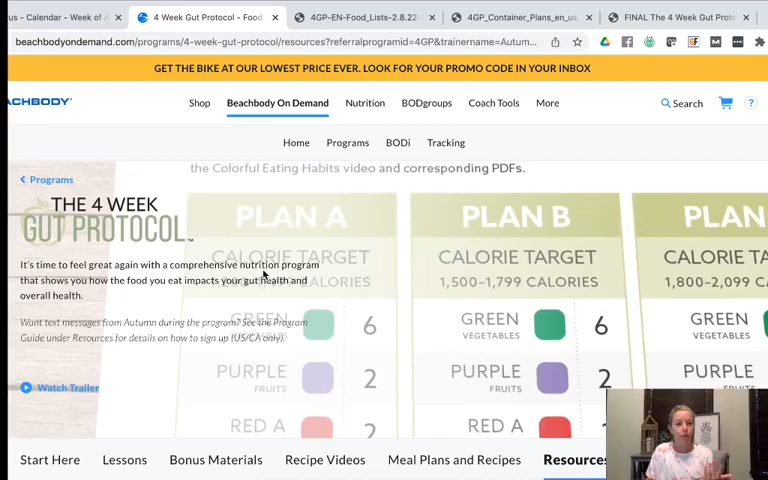 us - Calendar - Week of A
4 Week Gut Protocol - Food
4GP-EN-Food_Lists-2.8.22-
4GP_Container_Plans_en_us
FINAL The 4 Week Gut Proto
beachbodyondemand.com/programs/4-week-gut-protocol/resources?referralprogramid=4GP&trainername=Autum...
GET THE BIKE AT OUR LOWEST PRICE EVER. LOOK FOR YOUR PROMO CODE IN YOUR INBOX
EACHBODY
Shop
Beachbody On Demand
Nutrition
BODgroups
Coach Tools
More
Search
?
Home
Programs
BODi
Tracking
the Colorful Eating Habits video and corresponding PDFs.
Programs
THE 4 WEEK
GUT PROTOCOL™
It's time to feel great again with a comprehensive nutrition program
that shows you how the food you eat impacts your gut health and
overall health.
Want text messages from Autumn during the program? See the Program
Guide under Resources for details on how to sign up (US/CA only).
Watch Trailer
PLAN A
CALORIE TARGET
CALORIES
GREEN
6
PURPLE
FRUITS
2
RED A
2
PLAN B
CALORIE TARGET
1,500-1,799 CALORIES
GREEN
VEGETABLES
6
PURPLE
FRUITS
2
RED A
2
PLAN
CALORIE TA
1,800-2,099 C
GREEN
VEGETABLES
PURPLE
FRUITS
RED A
Start Here
Lessons
Bonus Materials
Recipe Videos
Meal Plans and Recipes
Resources